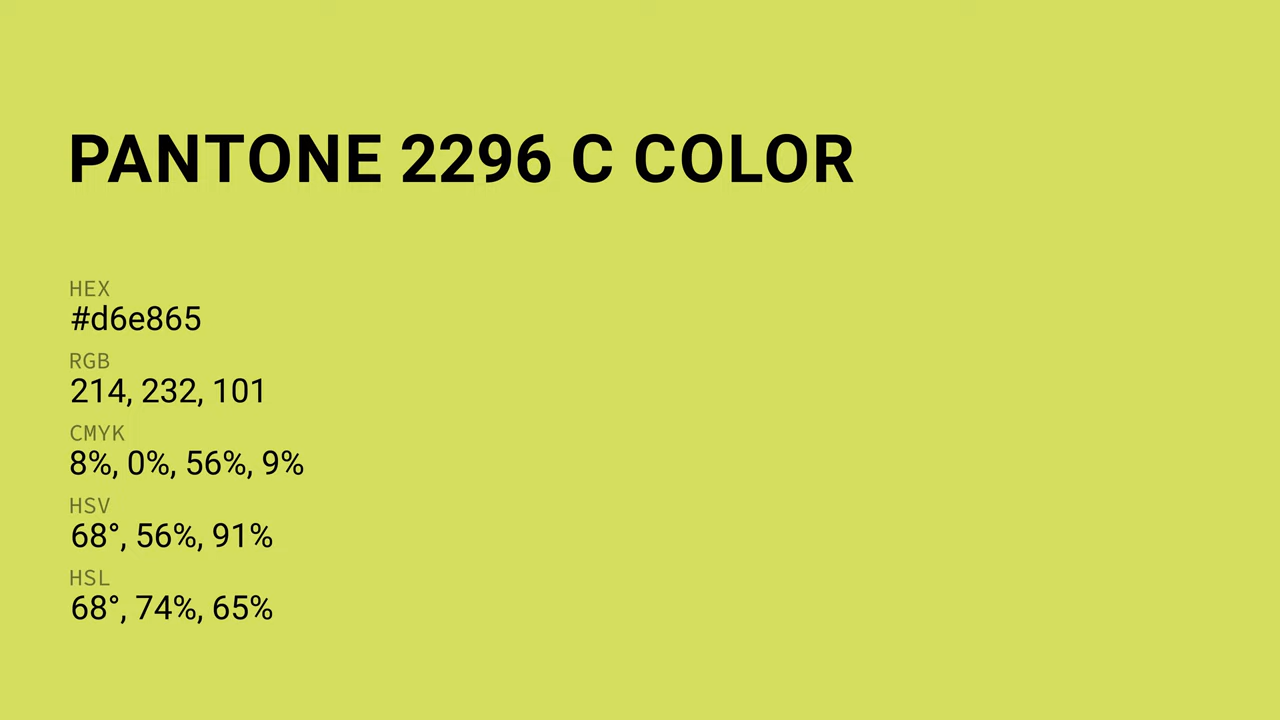 PANTONE 2296 C COLOR
HEX
#d6e865
RGB
214, 232, 101
CMYK
8%, 0%, 56%, 9%
HSV
68°, 56%, 91%
HSL
68°, 74%, 65%